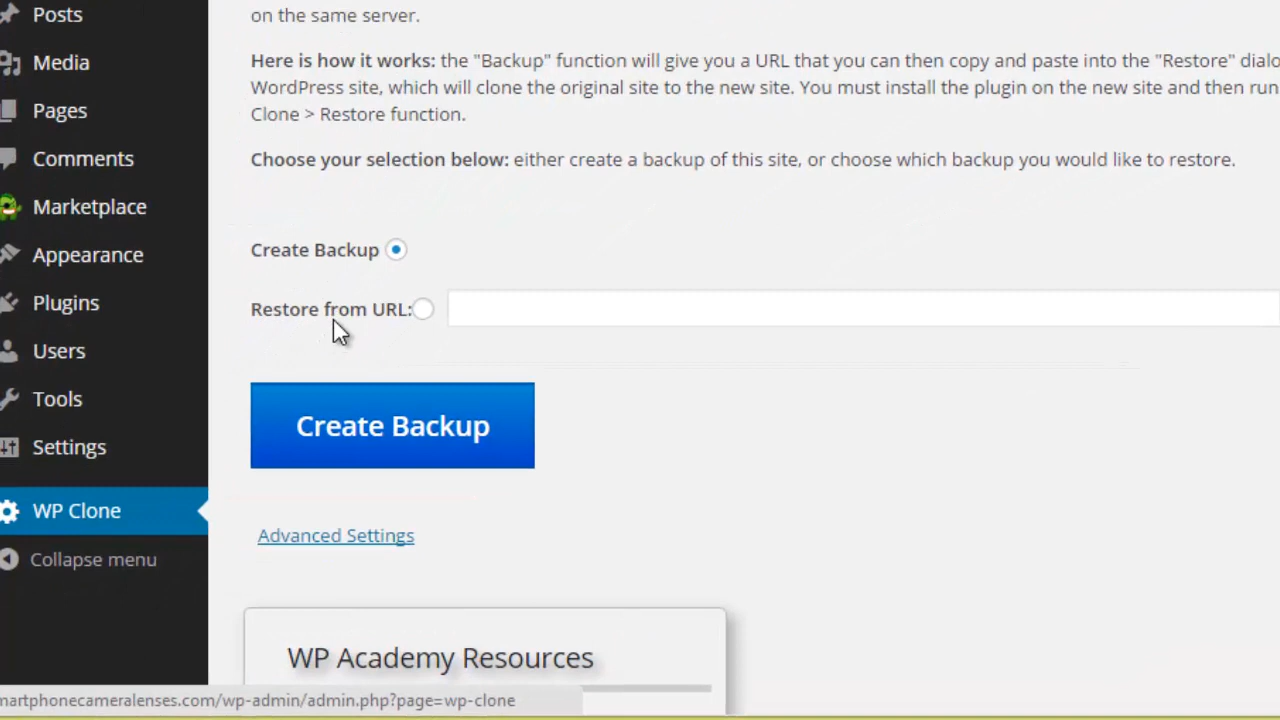 Posts
Media
Pages
Comments
Marketplace
Appearance
Plugins
Users
Tools
Settings
WP Clone
Collapse menu
on the same server.
Here is how it works: the "Backup" function will give you a URL that you can then copy and paste into the "Restore"
WordPress site, which will clone the original site to the new site. You must install the plugin on the new site and then run
Clone > Restore function.
Choose your selection below: either create a backup of this site, or choose which backup you would like to restore.
Create Backup
Restore from URL:
Create Backup
Advanced Settings
WP Academy Resources
martphonecameralenses.com/wp-admin/admin.php?page=wp-clone